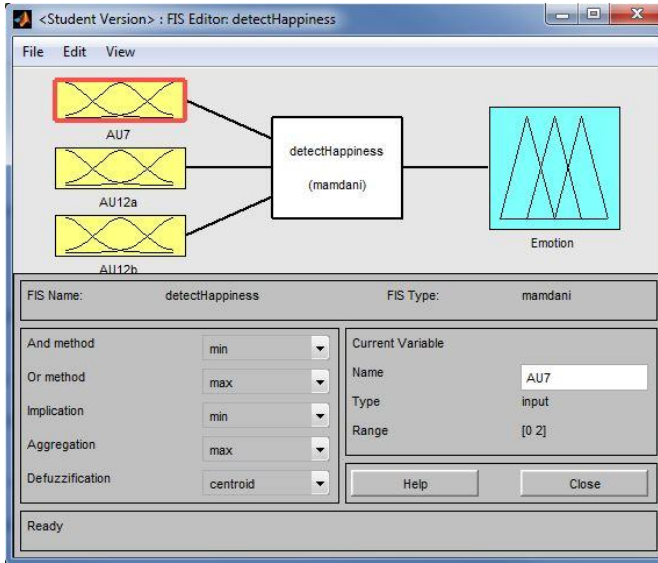 <Student Version> : FIS Editor: detectHappiness
File Edit View
AU7
AU12a
AU12b
detectHappiness
(mamdani)
Emotion
FIS Name: detectHappiness FIS Type: mamdani
And method min
Or method max
Implication min
Aggregation max
Defuzzification centroid
Current Variable
Name AU7
Type input
Range [0 2]
Help Close
Ready